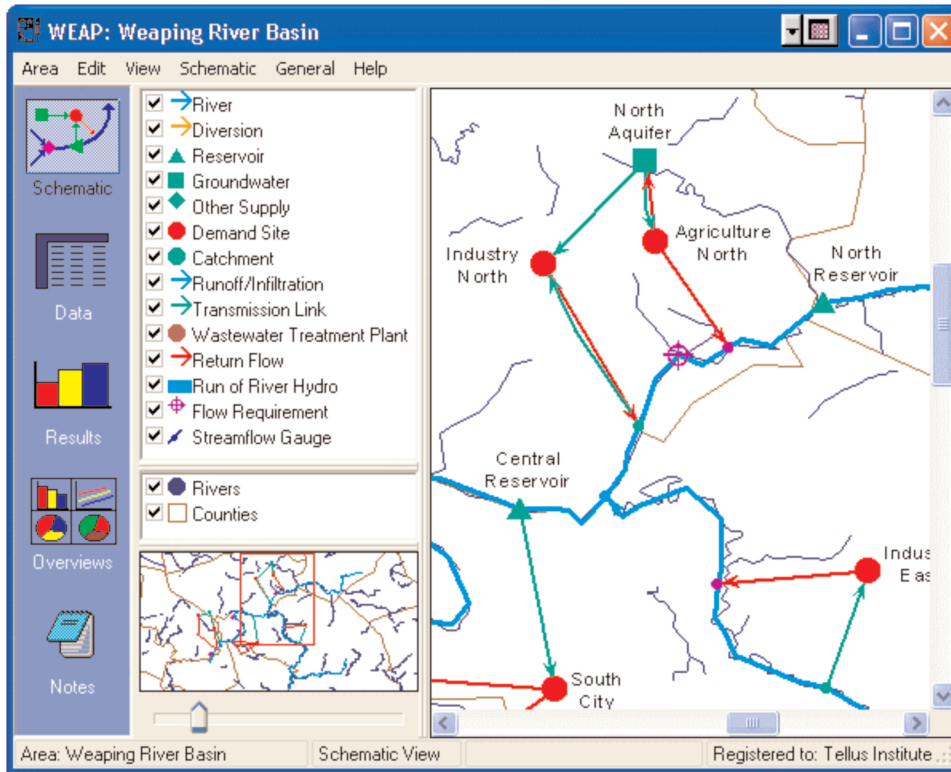 WEAP: Weaping River Basin
Area Edit View Schematic General Help
Schematic
Data
Results
Overviews
Notes
River
Diversion
Reservoir
Groundwater
Other Supply
Demand Site
Catchment
Runoff/Infiltration
Transmission Link
Wastewater Treatment Plant
Return Flow
Run of River Hydro
Flow Requirement
Streamflow Gauge
Rivers
Counties
North
Aquifer
Industry
North
Agriculture
North
North
Reservoir
Central
Reservoir
Indus
Eas
South
City
Area: Weaping River Basin
Schematic View
Registered to: Tellus Institute